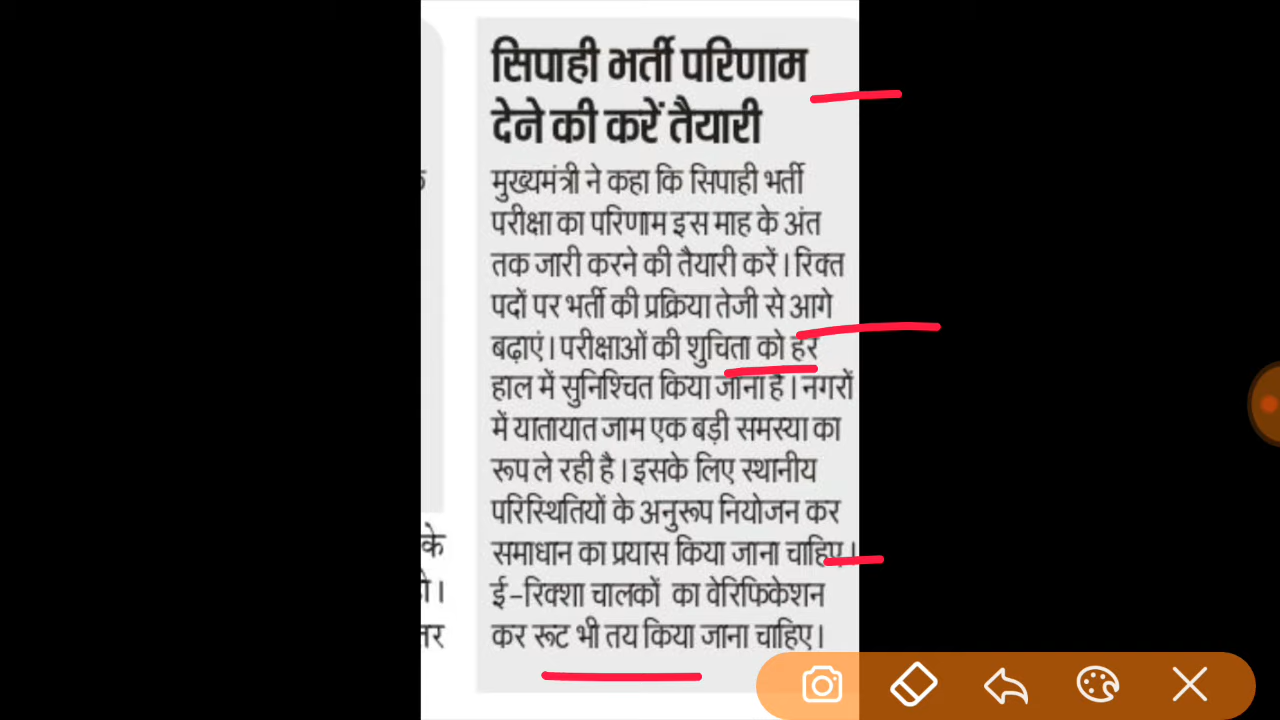 सिपाही भर्ती परिणाम
देने की करें तैयारी
मुख्यमंत्री ने कहा कि सिपाही भर्ती
परीक्षा का परिणाम इस माह के अंत
तक जारी करने की तैयारी करें। रिक्त
पदों पर भर्ती की प्रक्रिया तेजी से आगे
बढ़ाएं। परीक्षाओं की शुचिता को हर
हाल में सुनिश्चित किया जाना है। नगरों
में यातायात जाम एक बड़ी समस्या का
रूप ले रही है। इसके लिए स्थानीय
परिस्थितियों के अनुरूप नियोजन कर
समाधान का प्रयास किया जाना चाहिए।
ई-रिक्शा चालकों का वेरिफिकेशन
कर रूट भी तय किया जाना चाहिए।
के